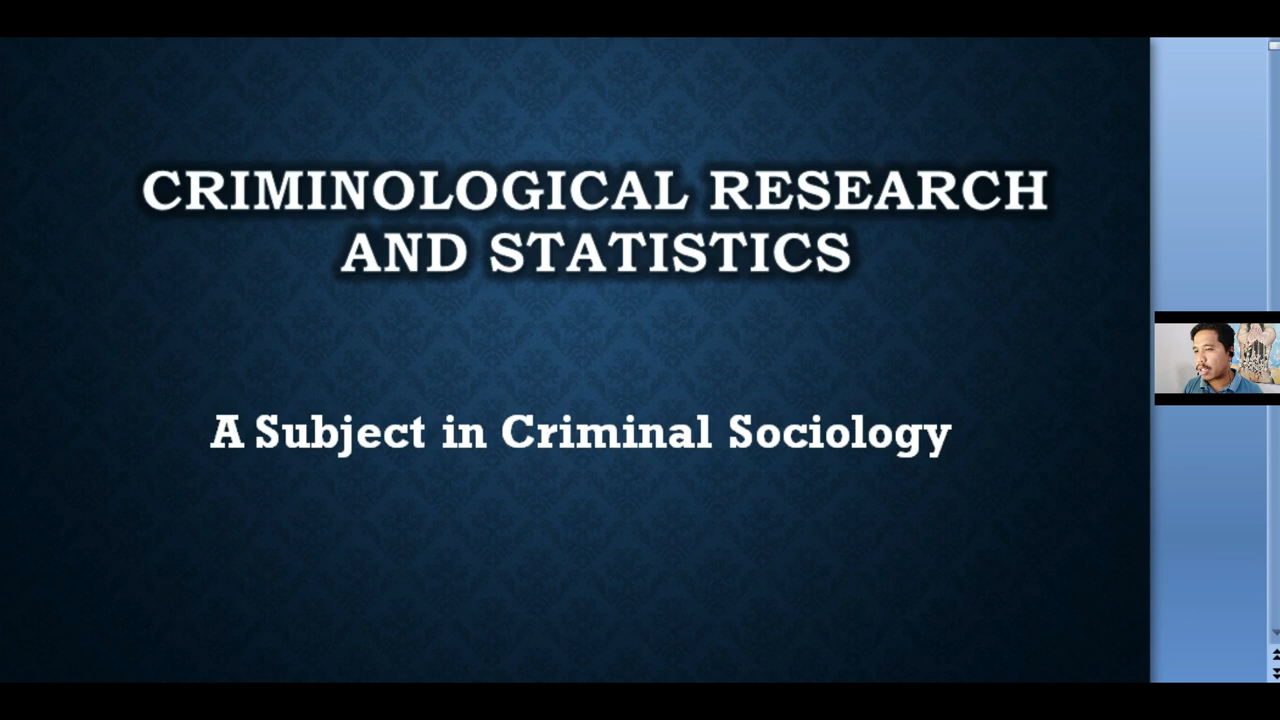 CRIMINOLOGICAL RESEARCH
AND STATISTICS
A Subject in Criminal Sociology